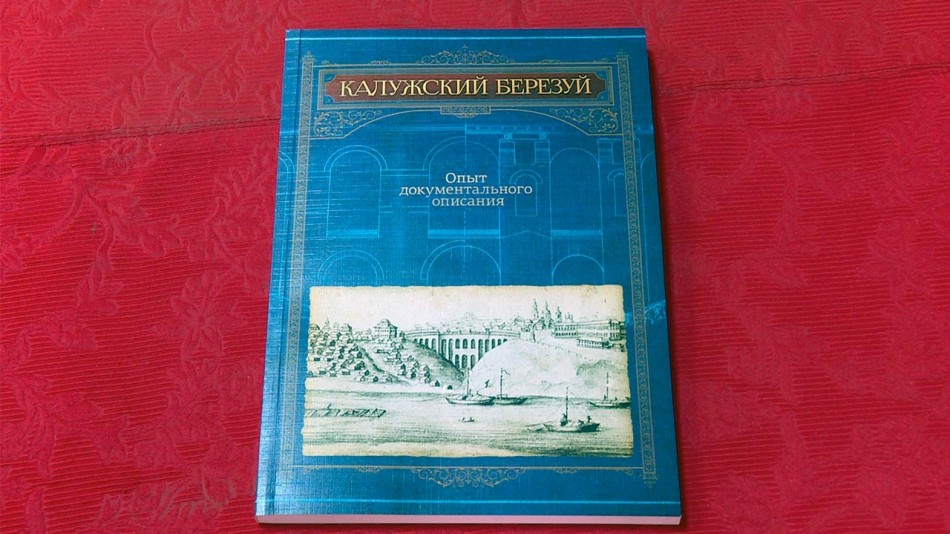 КАЛУЖСКИЙ БЕРЕЗУЙ
Опыт
документального
описания